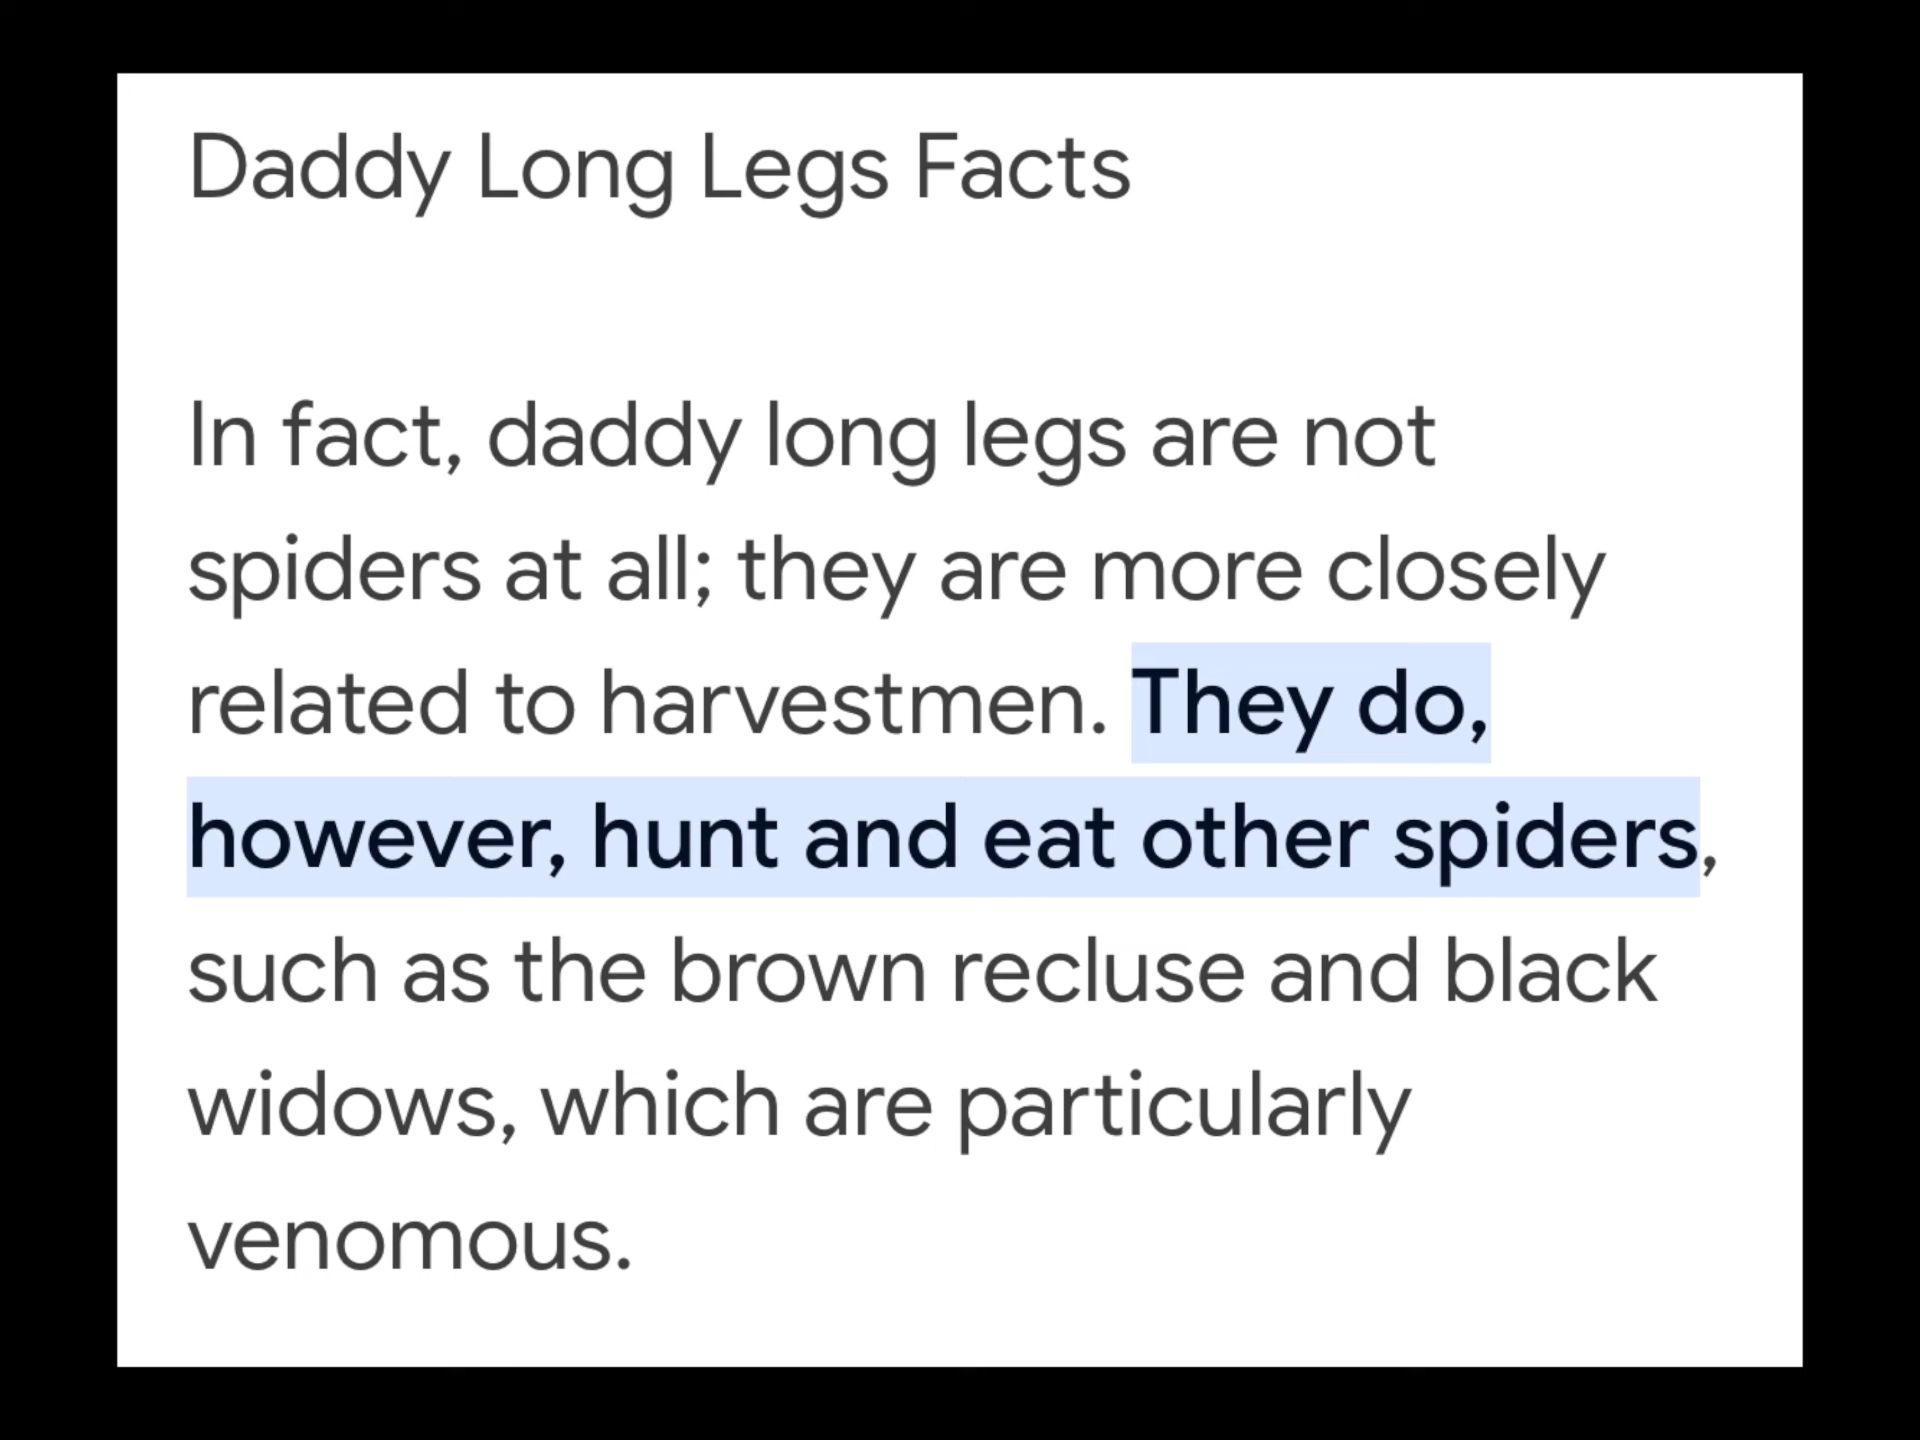 Daddy Long Legs Facts
In fact, daddy long legs are not
spiders at all; they are more closely
related to harvestmen. They do,
however, hunt and eat other spiders,
such as the brown recluse and black
widows, which are particularly
venomous.